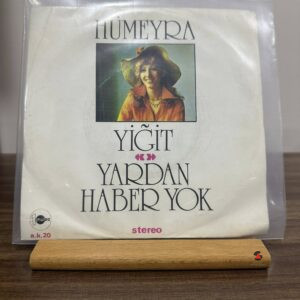 HÜMEYRA
YİĞİT
YARDAN
HABER YOK
a.k.20
stereo